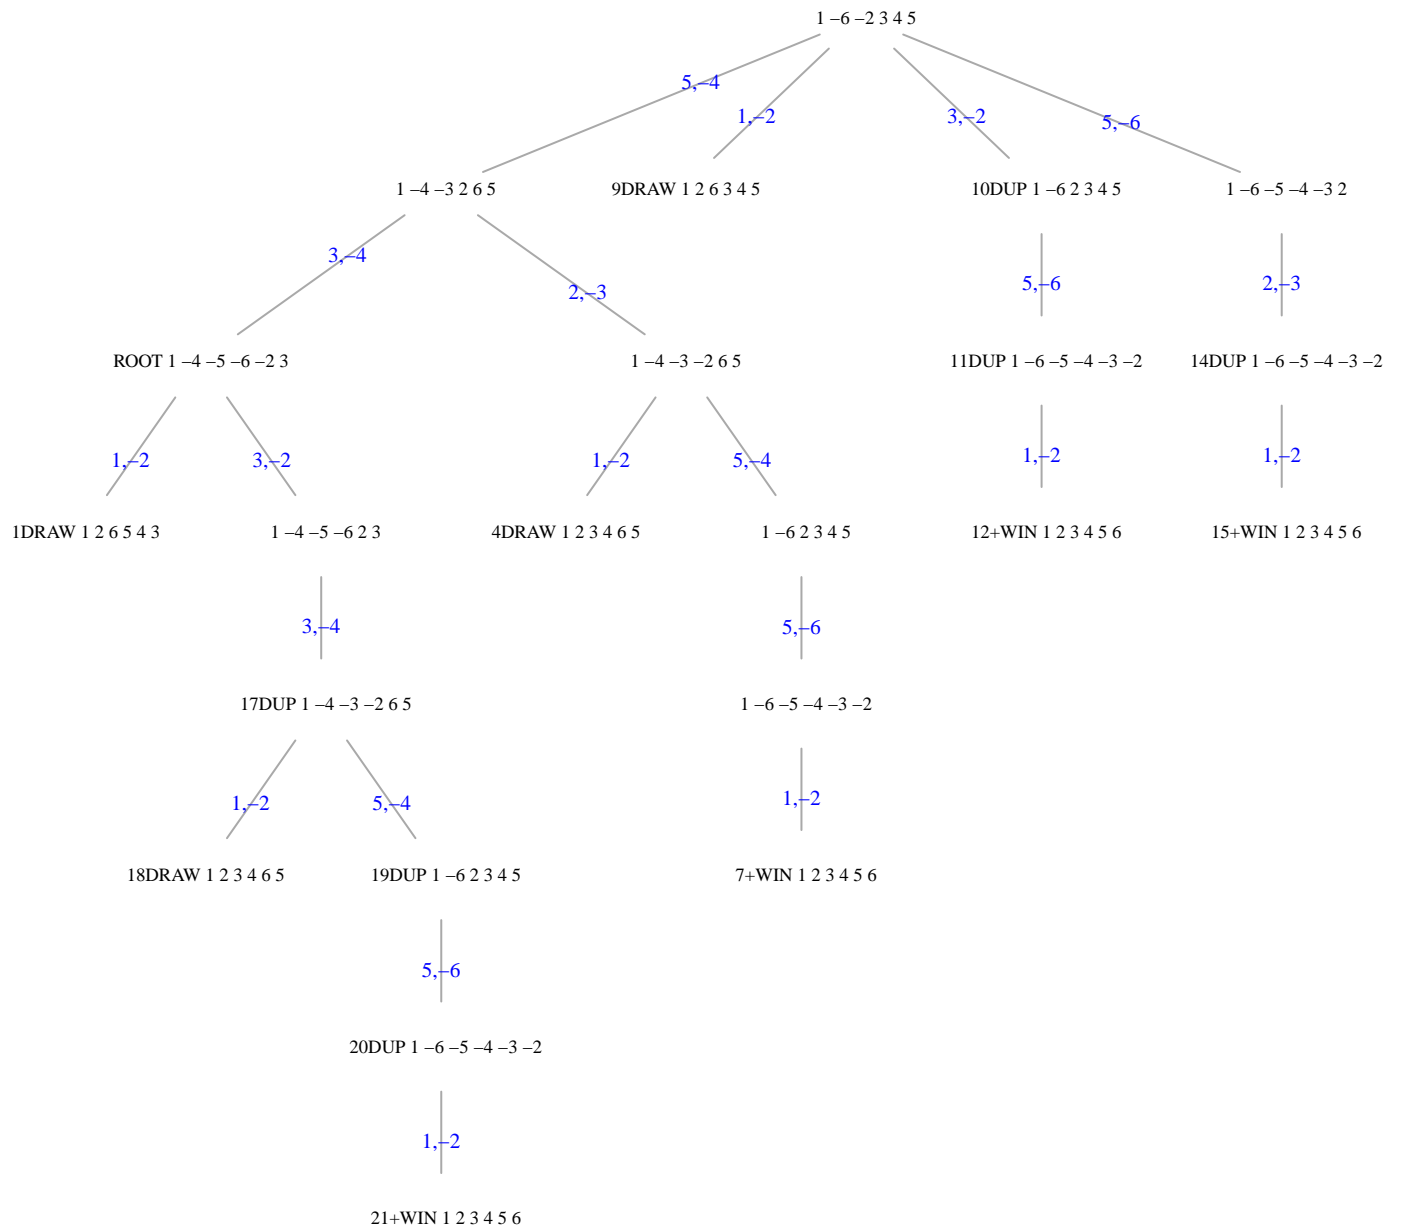 1 –6 –2 3 4 5
5,–4
1,–2
3,–2
5,–6
1 –4 –3 2 6 5
9DRAW 1 2 6 3 4 5
10DUP 1 –6 2 3 4 5
1 –6 –5 –4 –3 2
3,–4
2,–3
5,–6
2,–3
ROOT 1 –4 –5 –6 –2 3
1 –4 –3 –2 6 5
11DUP 1 –6 –5 –4 –3 –2
14DUP 1 –6 –5 –4 –3 –2
1,–2
3,–2
1,–2
5,–4
1,–2
1,–2
1DRAW 1 2 6 5 4 3
1 –4 –5 –6 2 3
4DRAW 1 2 3 4 6 5
1 –6 2 3 4 5
12+WIN 1 2 3 4 5 6
15+WIN 1 2 3 4 5 6
3,–4
5,–6
17DUP 1 –4 –3 –2 6 5
1 –6 –5 –4 –3 –2
1,–2
5,–4
1,–2
18DRAW 1 2 3 4 6 5
19DUP 1 –6 2 3 4 5
7+WIN 1 2 3 4 5 6
5,–6
20DUP 1 –6 –5 –4 –3 –2
1,–2
21+WIN 1 2 3 4 5 6